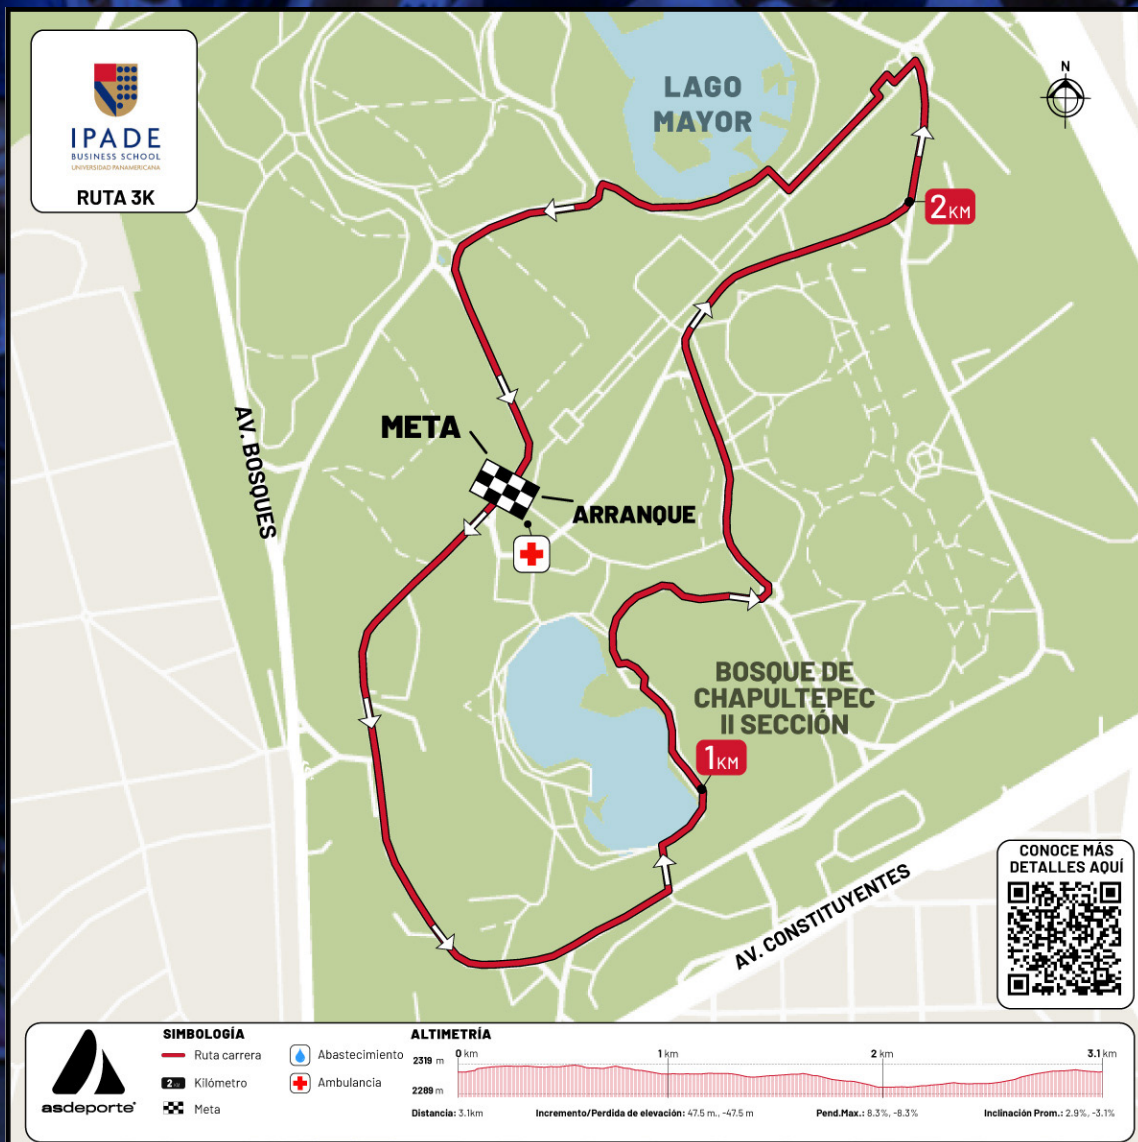 IPADE
BUSINESS SCHOOL
UNIVERSIDAD PANAMERICANA
RUTA 3K
LAGO
MAYOR
N
2KM
AV. BOSQUES
META
ARRANQUE
BOSQUE DE
CHAPULTEPEC
II SECCIÓN
1KM
AV. CONSTITUYENTES
CONOCE MÁS
DETALLES AQUÍ
asdeporte
SIMBOLOGÍA
Ruta carrera
Kilómetro
Meta
Abastecimiento
Ambulancia
ALTIMETRÍA
0 km
1 km
2 km
3.1 km
2319 m
2289 m
Distancia: 3.1km
Incremento/Perdida de elevación: 47.5 m., -47.5 m
Pend.Max.: 8.3%, -8.3%
Inclinación Prom.: 2.9%, -3.1%